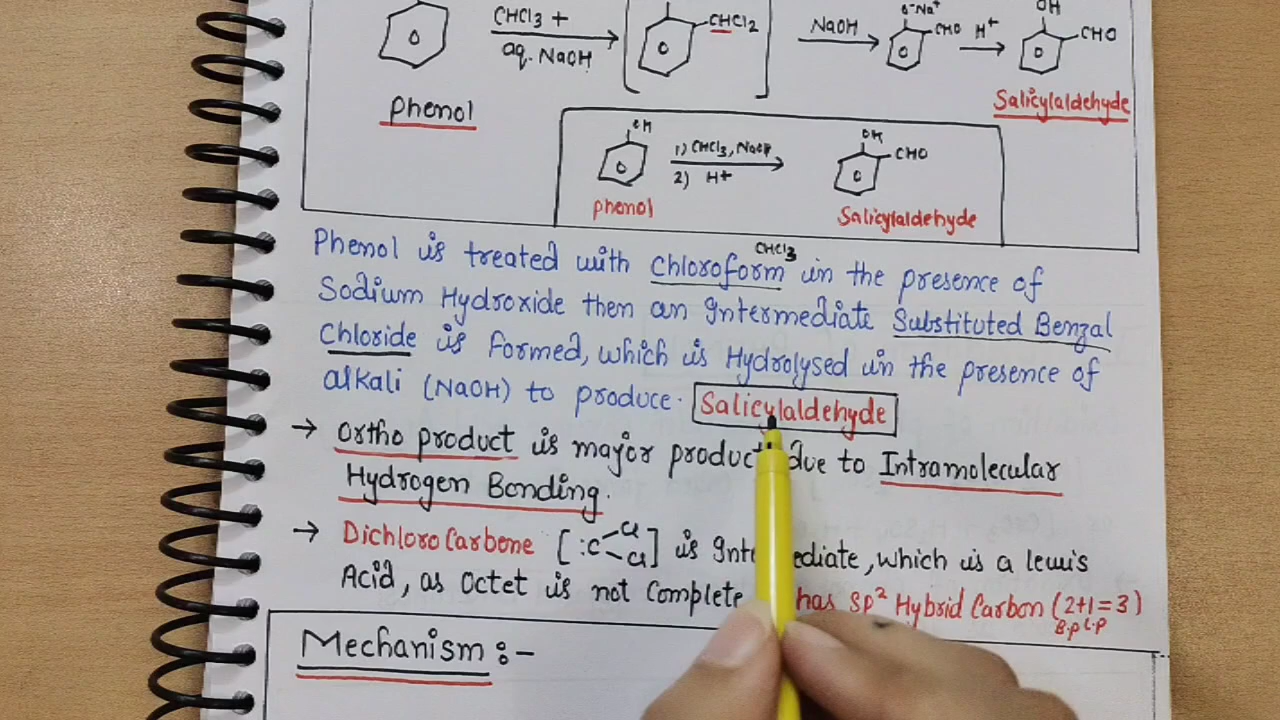 CHCl3 +
aq. NaOH
CHCl2
NaOH
O-Na+
CHO
H+
OH
CHO
Phenol
Salicylaldehyde
OH
1) CHCl3, NaOH
2) H+
OH
CHO
phenol
Salicylaldehyde
CHCl3
Phenol is treated with Chloroform in the presence of
Sodium Hydroxide then an Intermediate Substituted Benzal
Chloride is formed, which is Hydrolysed in the presence of
alkali (NaOH) to produce. Salicylaldehyde
→ Ortho product is major product due to Intramolecular
Hydrogen Bonding.
→ Dichloro Carbene [:C Cl Cl] is Intermediate, which is a lewis
Acid, as Octet is not Complete has sp2 Hybrid Carbon (2+1=3)
B.p L.p
Mechanism :-